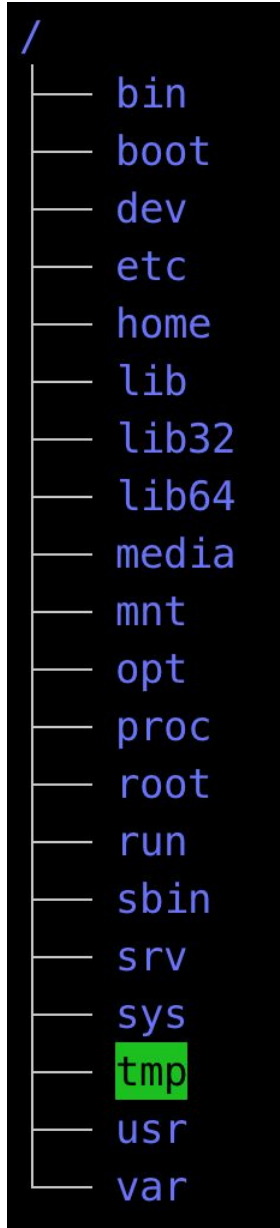 /
bin
boot
dev
etc
home
lib
lib32
lib64
media
mnt
opt
proc
root
run
sbin
srv
sys
tmp
usr
var